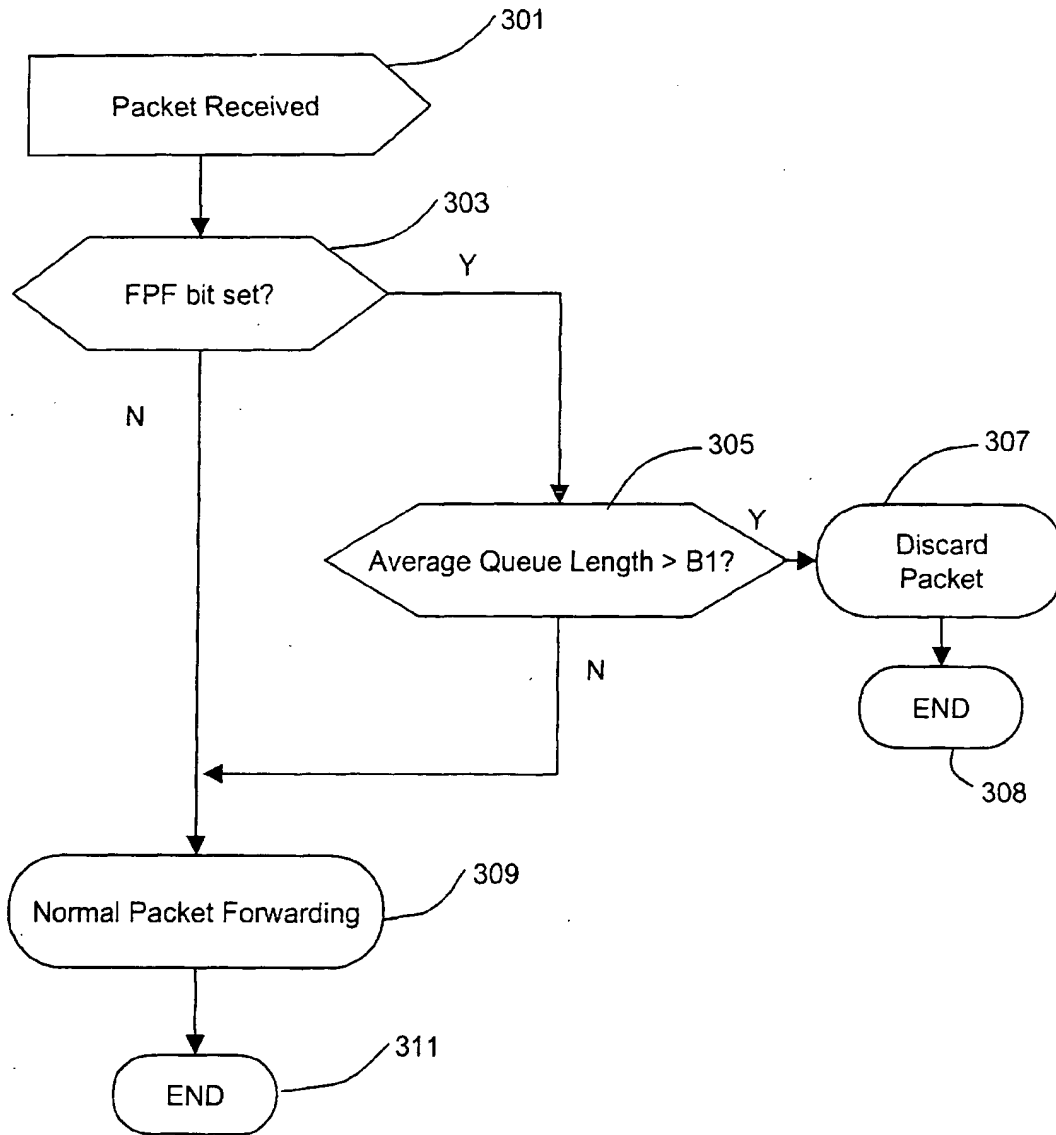 301
Packet Received
303
FPF bit set?
Y
N
305
307
Average Queue Length > B1?
Y
Discard
Packet
N
END
308
309
Normal Packet Forwarding
311
END